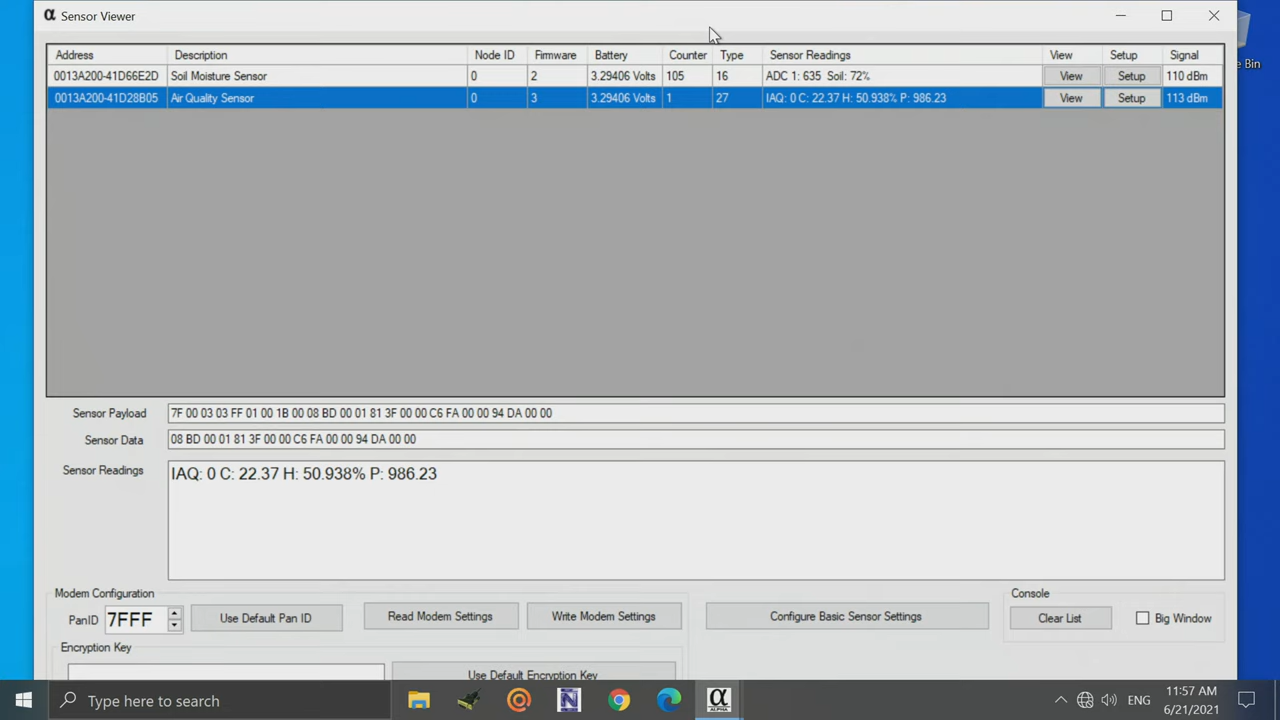 α Sensor Viewer
Address Description Node ID Firmware Battery Counter Type Sensor Readings View Setup Signal
0013A200-41D66E2D Soil Moisture Sensor 0 2 3.29406 Volts 105 16 ADC 1: 635 Soil: 72% View Setup 110 dBm
0013A200-41D28B05 Air Quality Sensor 0 3 3.29406 Volts 1 27 IAQ: 0 C: 22.37 H: 50.938% P: 986.23 View Setup 113 dBm
e Bin
Sensor Payload 7F 00 03 03 FF 01 00 1B 00 08 BD 00 01 81 3F 00 00 C6 FA 00 00 94 DA 00 00
Sensor Data 08 BD 00 01 81 3F 00 00 C6 FA 00 00 94 DA 00 00
Sensor Readings IAQ: 0 C: 22.37 H: 50.938% P: 986.23
Modem Configuration Console
PanID 7FFF Use Default Pan ID Read Modem Settings Write Modem Settings Configure Basic Sensor Settings Clear List Big Window
Encryption Key
Use Default Encryption Key
Type here to search N α ALPHA ENG 11:57 AM
6/21/2021